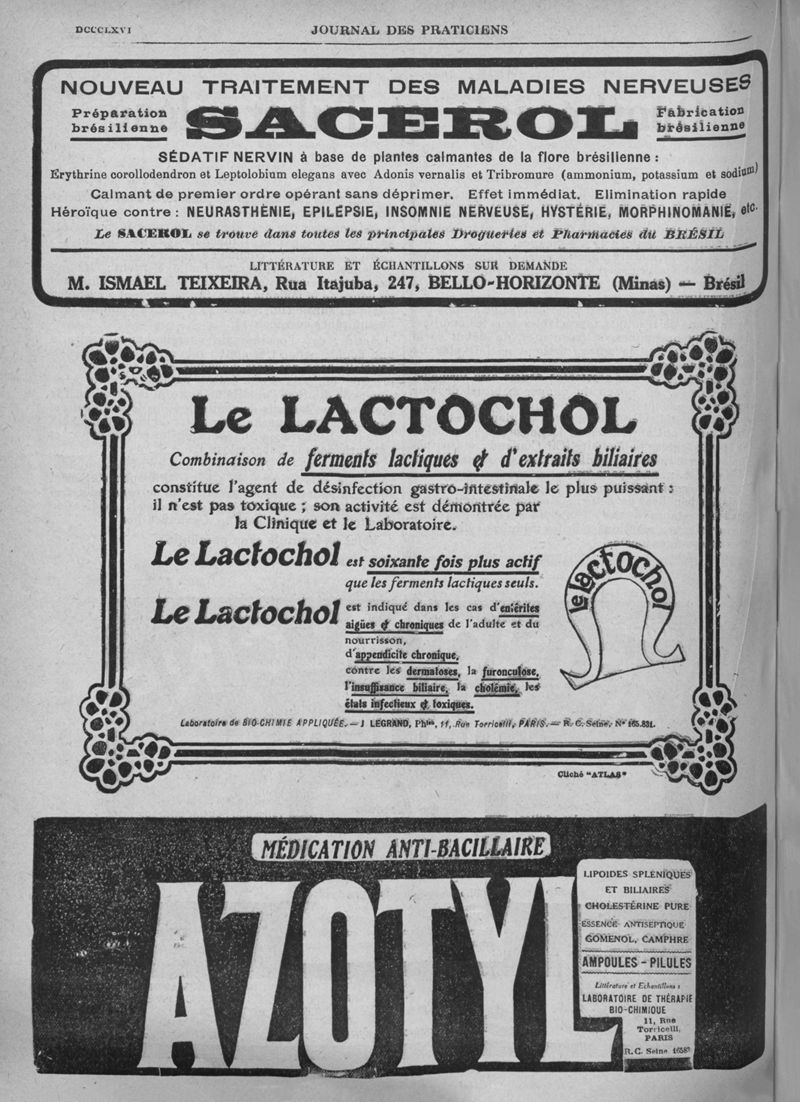 DCCCLXVI
JOURNAL DES PRATICIENS
NOUVEAU TRAITEMENT DES MALADIES NERVEUSES
Préparation
brésilienne
SACEROL
Fabrication
brésilienne
SÉDATIF NERVIN à base de plantes calmantes de la flore brésilienne :
Erythrine corollodendron et Leptolobium elegans avec Adonis vernalis et Tribromure (ammonium, potassium et sodium)
Calmant de premier ordre opérant sans déprimer. Effet immédiat. Elimination rapide
Héroïque contre : NEURASTHÉNIE, EPILEPSIE, INSOMNIE NERVEUSE, HYSTÉRIE, MORPHINOMANIE, etc.
Le SACEROL se trouve dans toutes les principales Drogueries et Pharmacies du BRÉSIL
LITTÉRATURE ET ÉCHANTILLONS SUR DEMANDE
M. ISMAEL TEIXEIRA, Rua Itajuba, 247, BELLO-HORIZONTE (Minas) — Brésil
Le LACTOCHOL
Combinaison de ferments lactiques & d'extraits biliaires
constitue l'agent de désinfection gastro-intestinale le plus puissant :
il n'est pas toxique ; son activité est démontrée par
la Clinique et le Laboratoire.
Le Lactochol est soixante fois plus actif
que les ferments lactiques seuls.
Le Lactochol est indiqué dans les cas d'entérites
aigües & chroniques de l'adulte et du
nourrisson,
d'appendicite chronique,
contre les dermatoses, la furonculose,
l'insuffisance biliaire, la cholémie, les
états infectieux & toxiques.
le lactochol
Laboratoire de BIO-CHIMIE APPLIQUÉE. — J LEGRAND, Phien, 11, Rue Torricelli, PARIS. — R. C. Seine, No 165.831.
Cliché "ATLAS"
MÉDICATION ANTI-BACILLAIRE
AZOTYL
LIPOIDES SPLÉNIQUES
ET BILIAIRES
CHOLESTÉRINE PURE
ESSENCE ANTISEPTIQUE
GOMENOL, CAMPHRE
AMPOULES - PILULES
Littérature et Echantillons :
LABORATOIRE DE THÉRAPIE
BIO-CHIMIQUE
11, Rue
Torricelli,
PARIS
R.C. Seine